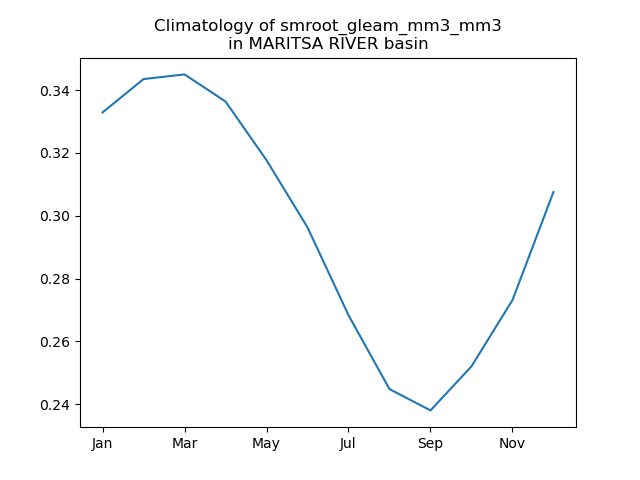 Climatology of smroot_gleam_mm3_mm3
in MARITSA RIVER basin
0.34
0.32
0.30
0.28
0.26
0.24
Jan Mar May Jul Sep Nov